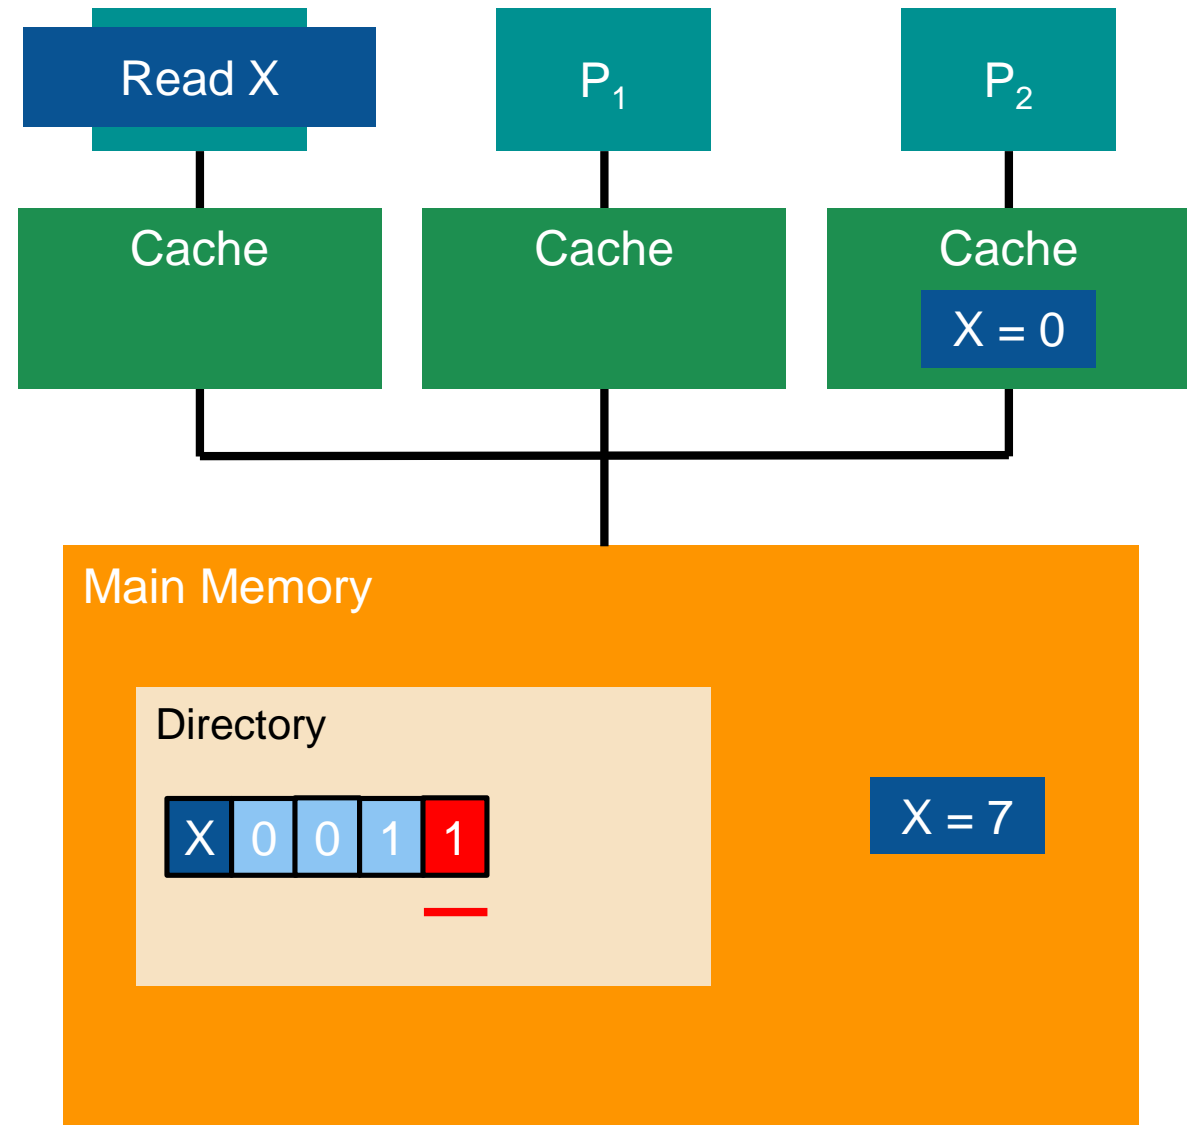 Read X
P1
P2
Cache
Cache
Cache
X = 0
Main Memory
Directory
X 0 0 1 1
X = 7